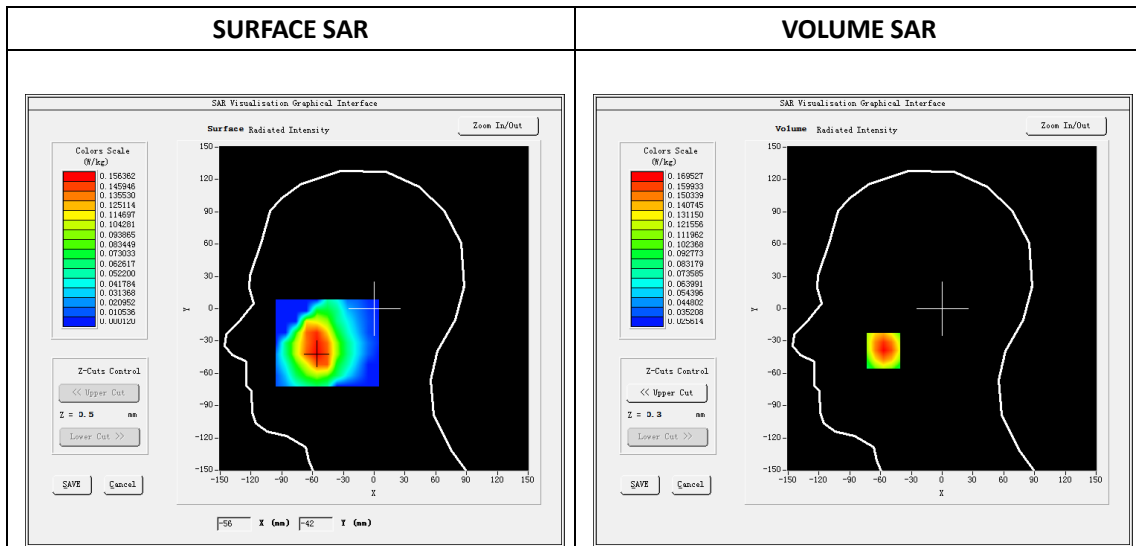 SURFACE SAR
VOLUME SAR
SAR Visualisation Graphical Interface
Surface Radiated Intensity
Zoom In/Out
Colors Scale
(W/kg)
0.156362
0.145946
0.135530
0.125114
0.114697
0.104281
0.093865
0.083449
0.073033
0.062617
0.052200
0.041784
0.031368
0.020952
0.010536
0.000120
150
120
90
60
30
0
-30
-60
-90
-120
-150
Y
-150 -120 -90 -60 -30 0 30 60 90 120 150
X
Z-Cuts Control
<< Upper Cut
Z = 0.5 mm
Lower Cut >>
SAVE Cancel
-56 X (mm) -42 Y (mm)
SAR Visualisation Graphical Interface
Volume Radiated Intensity
Zoom In/Out
Colors Scale
(W/kg)
0.169527
0.159933
0.150339
0.140745
0.131150
0.121556
0.111962
0.102368
0.092773
0.083179
0.073585
0.063991
0.054396
0.044802
0.035208
0.025614
150
120
90
60
30
0
-30
-60
-90
-120
-150
Y
-150 -120 -90 -60 -30 0 30 60 90 120 150
X
Z-Cuts Control
<< Upper Cut
Z = 0.3 mm
Lower Cut >>
SAVE Cancel